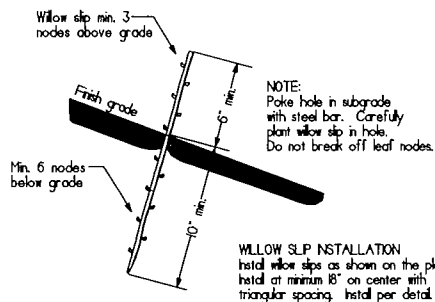 Willow slip min. 3
nodes above grade
Finish grade
6" min.
NOTE:
Poke hole in subgrade
with steel bar. Carefully
plant willow slip in hole.
Do not break off leaf nodes.
Min. 6 nodes
below grade
10" min.
WILLOW SLIP INSTALLATION
Install willow slips as shown on the
Install at minimum 18" on center with
triangular spacing. Install per detail.